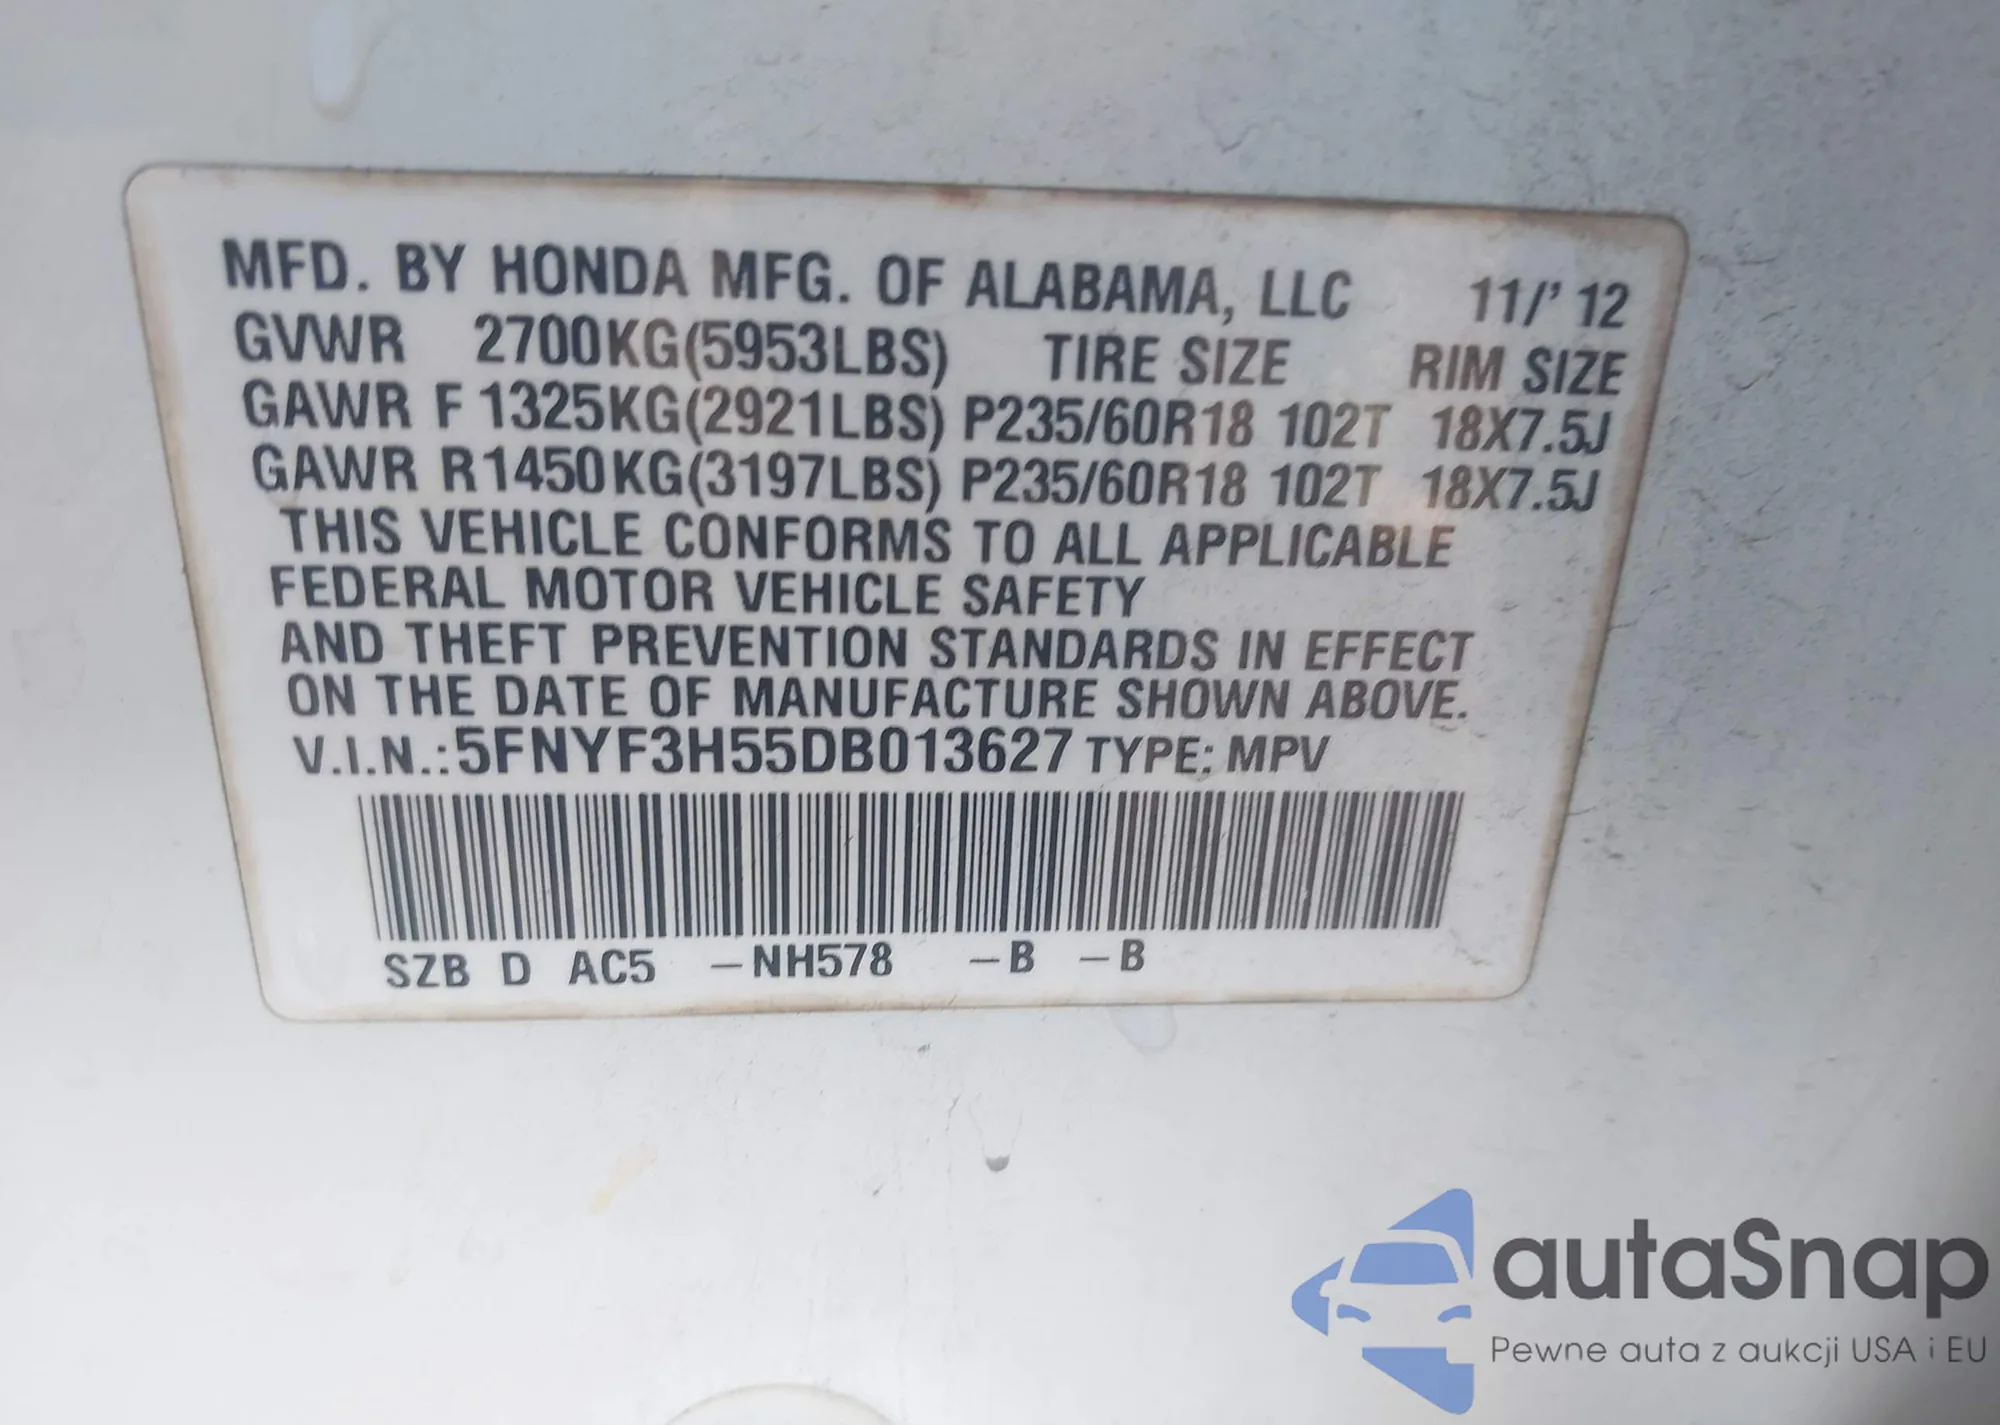 MFD. BY HONDA MFG. OF ALABAMA, LLC 11/' 12
GVWR 2700KG(5953LBS) TIRE SIZE RIM SIZE
GAWR F 1325KG(2921LBS) P235/60R18 102T 18X7.5J
GAWR R1450KG(3197LBS) P235/60R18 102T 18X7.5J
THIS VEHICLE CONFORMS TO ALL APPLICABLE
FEDERAL MOTOR VEHICLE SAFETY
AND THEFT PREVENTION STANDARDS IN EFFECT
ON THE DATE OF MANUFACTURE SHOWN ABOVE.
V.I.N.:5FNYF3H55DB013627 TYPE: MPV
SZB D AC5 –NH578 –B –B
autaSnap
Pewne auta z aukcji USA i EU